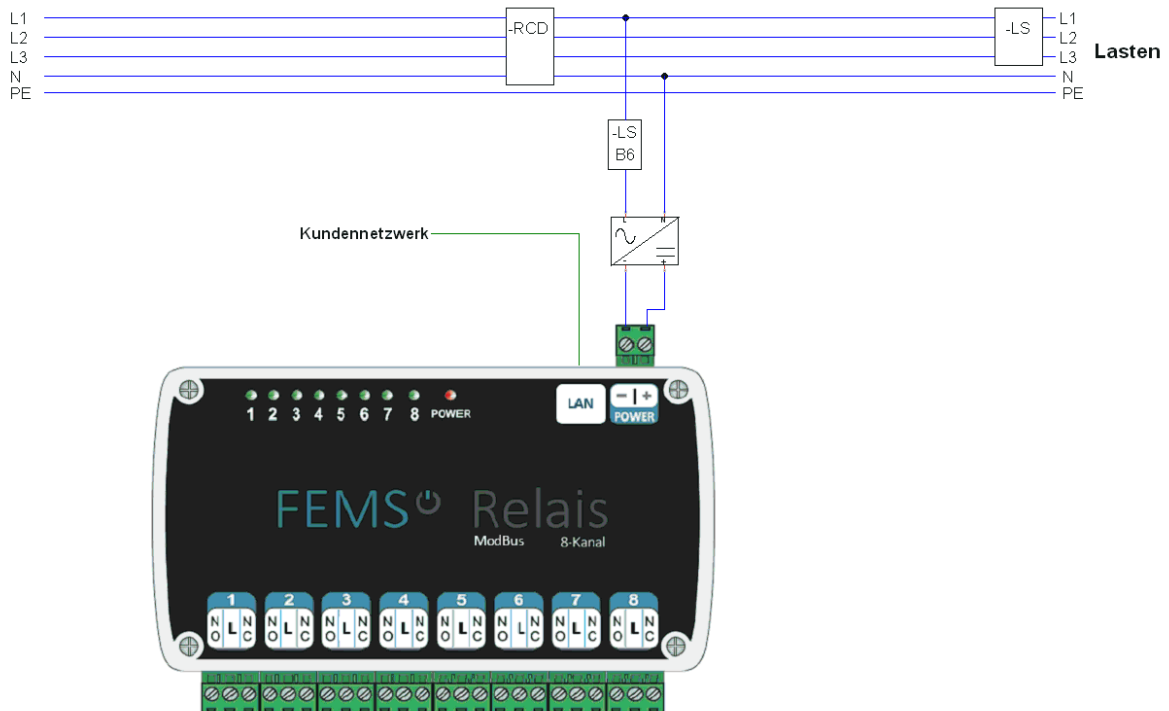 L1
L2
L3
N
PE
-RCD
-LS
L1
L2
L3
N
PE
Lasten
-LS
B6
L N
- +
Kundennetzwerk
1 2 3 4 5 6 7 8 POWER
LAN
- | +
POWER
FEMS Relais
ModBus 8-Kanal
1 2 3 4 5 6 7 8
NO L NC NO L NC NO L NC NO L NC NO L NC NO L NC NO L NC NO L NC